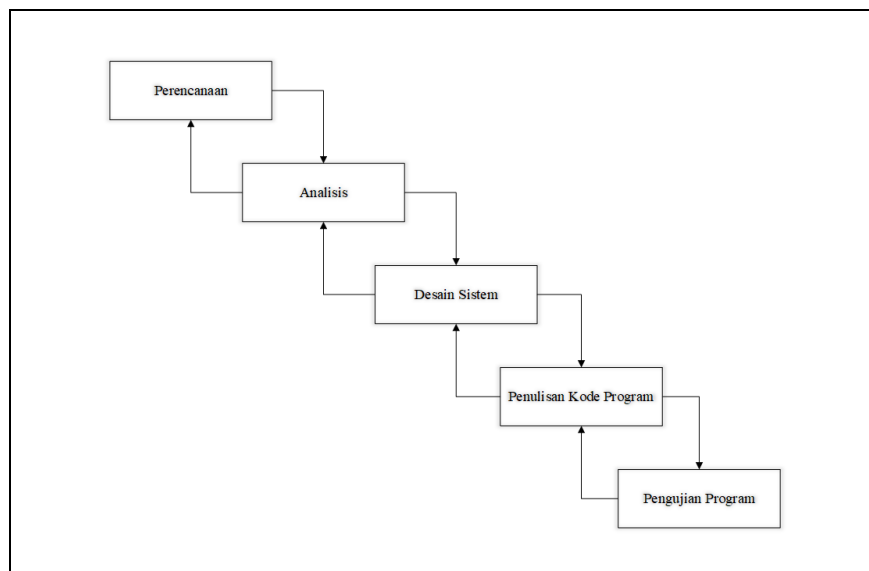 Perencanaan
Analisis
Desain Sistem
Penulisan Kode Program
Pengujian Program